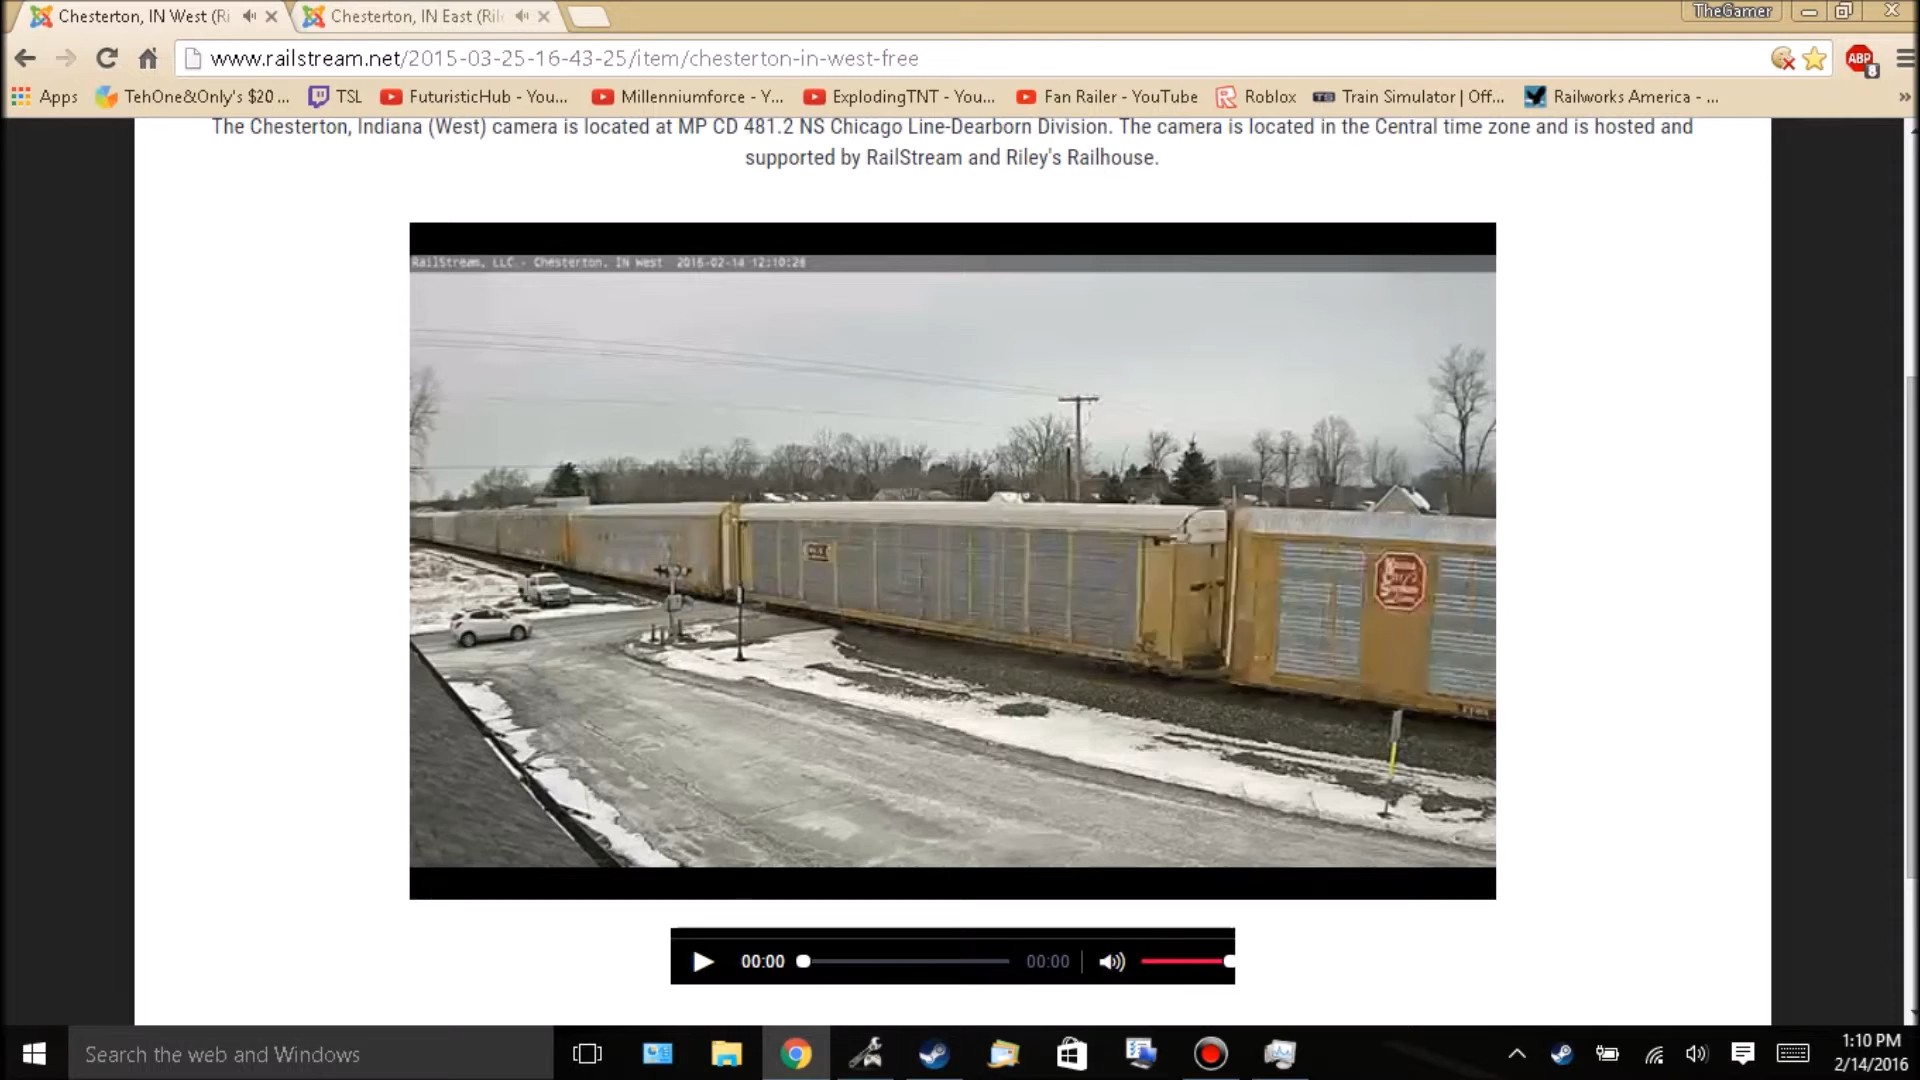 Chesterton, IN West (Ri
Chesterton, IN East (Ril
TheGamer
www.railstream.net/2015-03-25-16-43-25/item/chesterton-in-west-free
ABP
8
Apps
TehOne&Only's $20 ...
TSL
FuturisticHub - You...
Millenniumforce - Y...
ExplodingTNT - You...
Fan Railer - YouTube
Roblox
TS
Train Simulator | Off...
Railworks America - ...
The Chesterton, Indiana (West) camera is located at MP CD 481.2 NS Chicago Line-Dearborn Division. The camera is located in the Central time zone and is hosted and
supported by RailStream and Riley's Railhouse.
RailStream, LLC - Chesterton, IN West 2016-02-14 12:10:26
00:00
00:00
Search the web and Windows
1:10 PM
2/14/2016